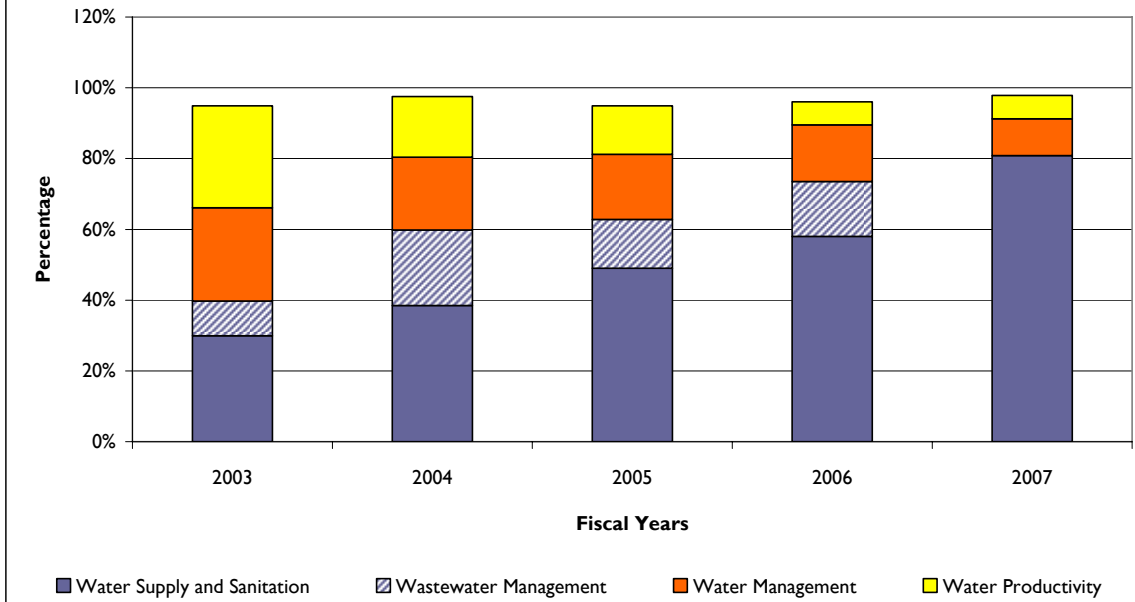 120%
100%
80%
60%
40%
20%
0%
Percentage
2003 2004 2005 2006 2007
Fiscal Years
Water Supply and Sanitation Wastewater Management Water Management Water Productivity